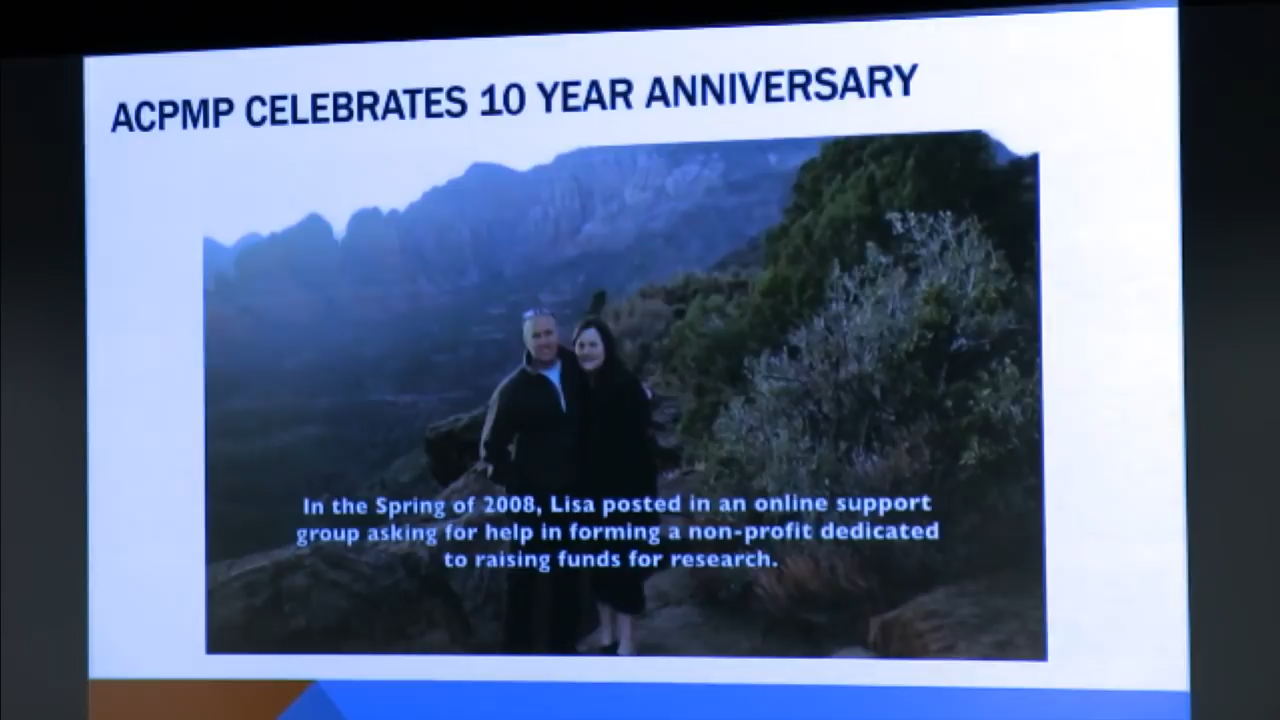 ACPMP CELEBRATES 10 YEAR ANNIVERSARY
In the Spring of 2008, Lisa posted in an online support
group asking for help in forming a non-profit dedicated
to raising funds for research.